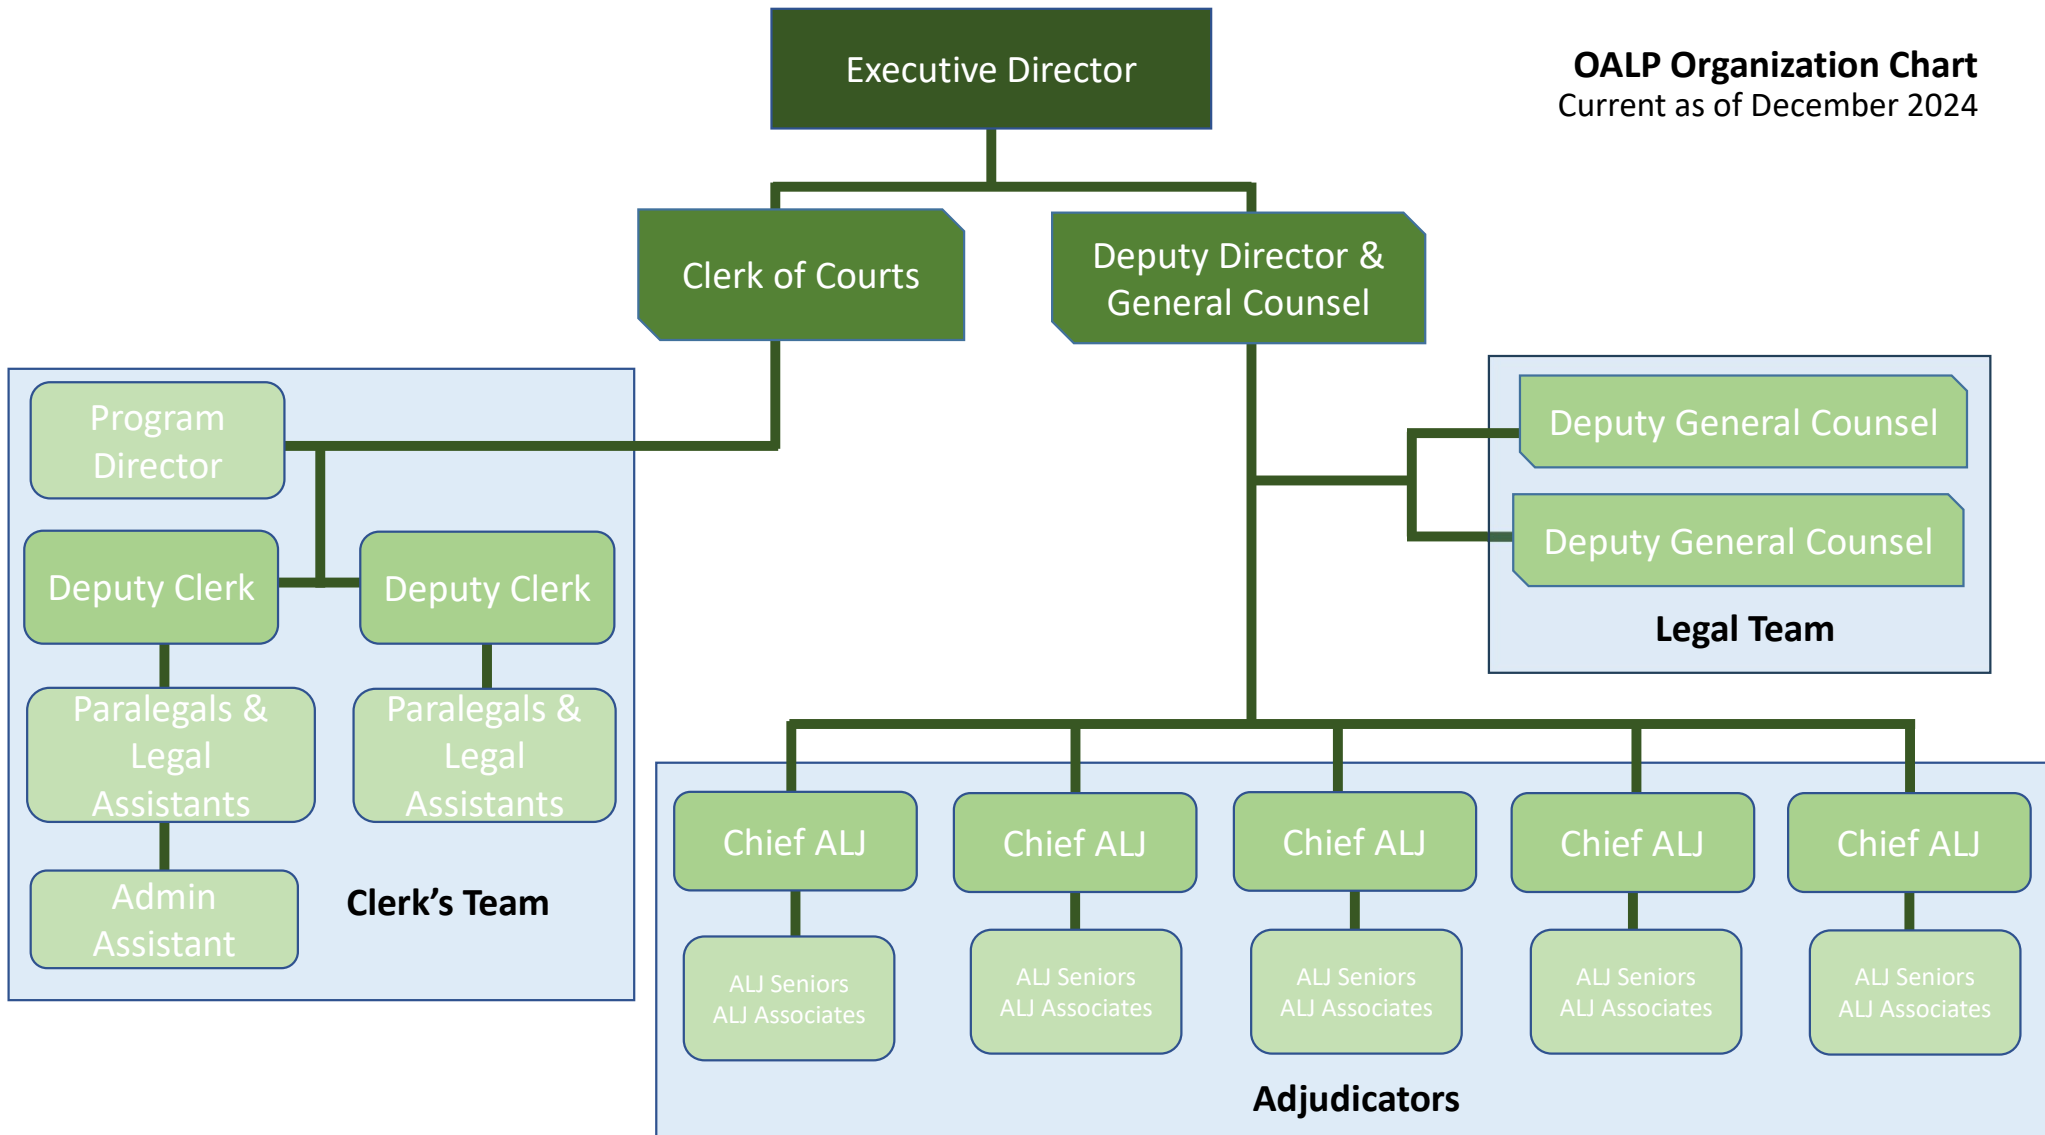 OALP Organization Chart
Current as of December 2024
Executive Director
Clerk of Courts
Deputy Director &
General Counsel
Program
Director
Deputy Clerk
Deputy Clerk
Paralegals &
Legal
Assistants
Paralegals &
Legal
Assistants
Admin
Assistant
Clerk’s Team
Deputy General Counsel
Deputy General Counsel
Legal Team
Chief ALJ
Chief ALJ
Chief ALJ
Chief ALJ
Chief ALJ
ALJ Seniors
ALJ Associates
ALJ Seniors
ALJ Associates
ALJ Seniors
ALJ Associates
ALJ Seniors
ALJ Associates
ALJ Seniors
ALJ Associates
Adjudicators